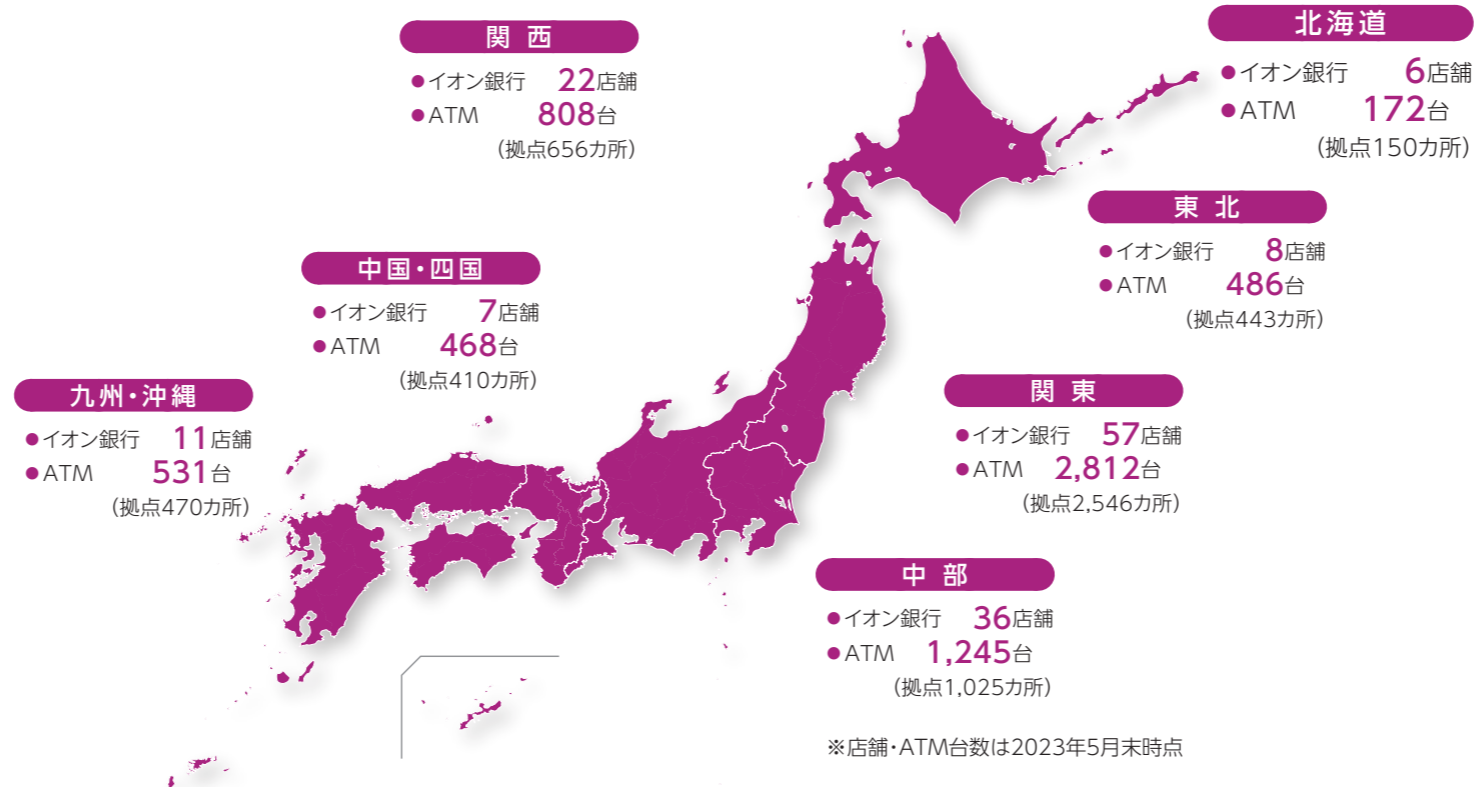 関西
●イオン銀行 22店舗
●ATM 808台
(拠点656カ所)
北海道
●イオン銀行 6店舗
●ATM 172台
(拠点150カ所)
東北
●イオン銀行 8店舗
●ATM 486台
(拠点443カ所)
中国・四国
●イオン銀行 7店舗
●ATM 468台
(拠点410カ所)
九州・沖縄
●イオン銀行 11店舗
●ATM 531台
(拠点470カ所)
関東
●イオン銀行 57店舗
●ATM 2,812台
(拠点2,546カ所)
中部
●イオン銀行 36店舗
●ATM 1,245台
(拠点1,025カ所)
※店舗・ATM台数は2023年5月末時点